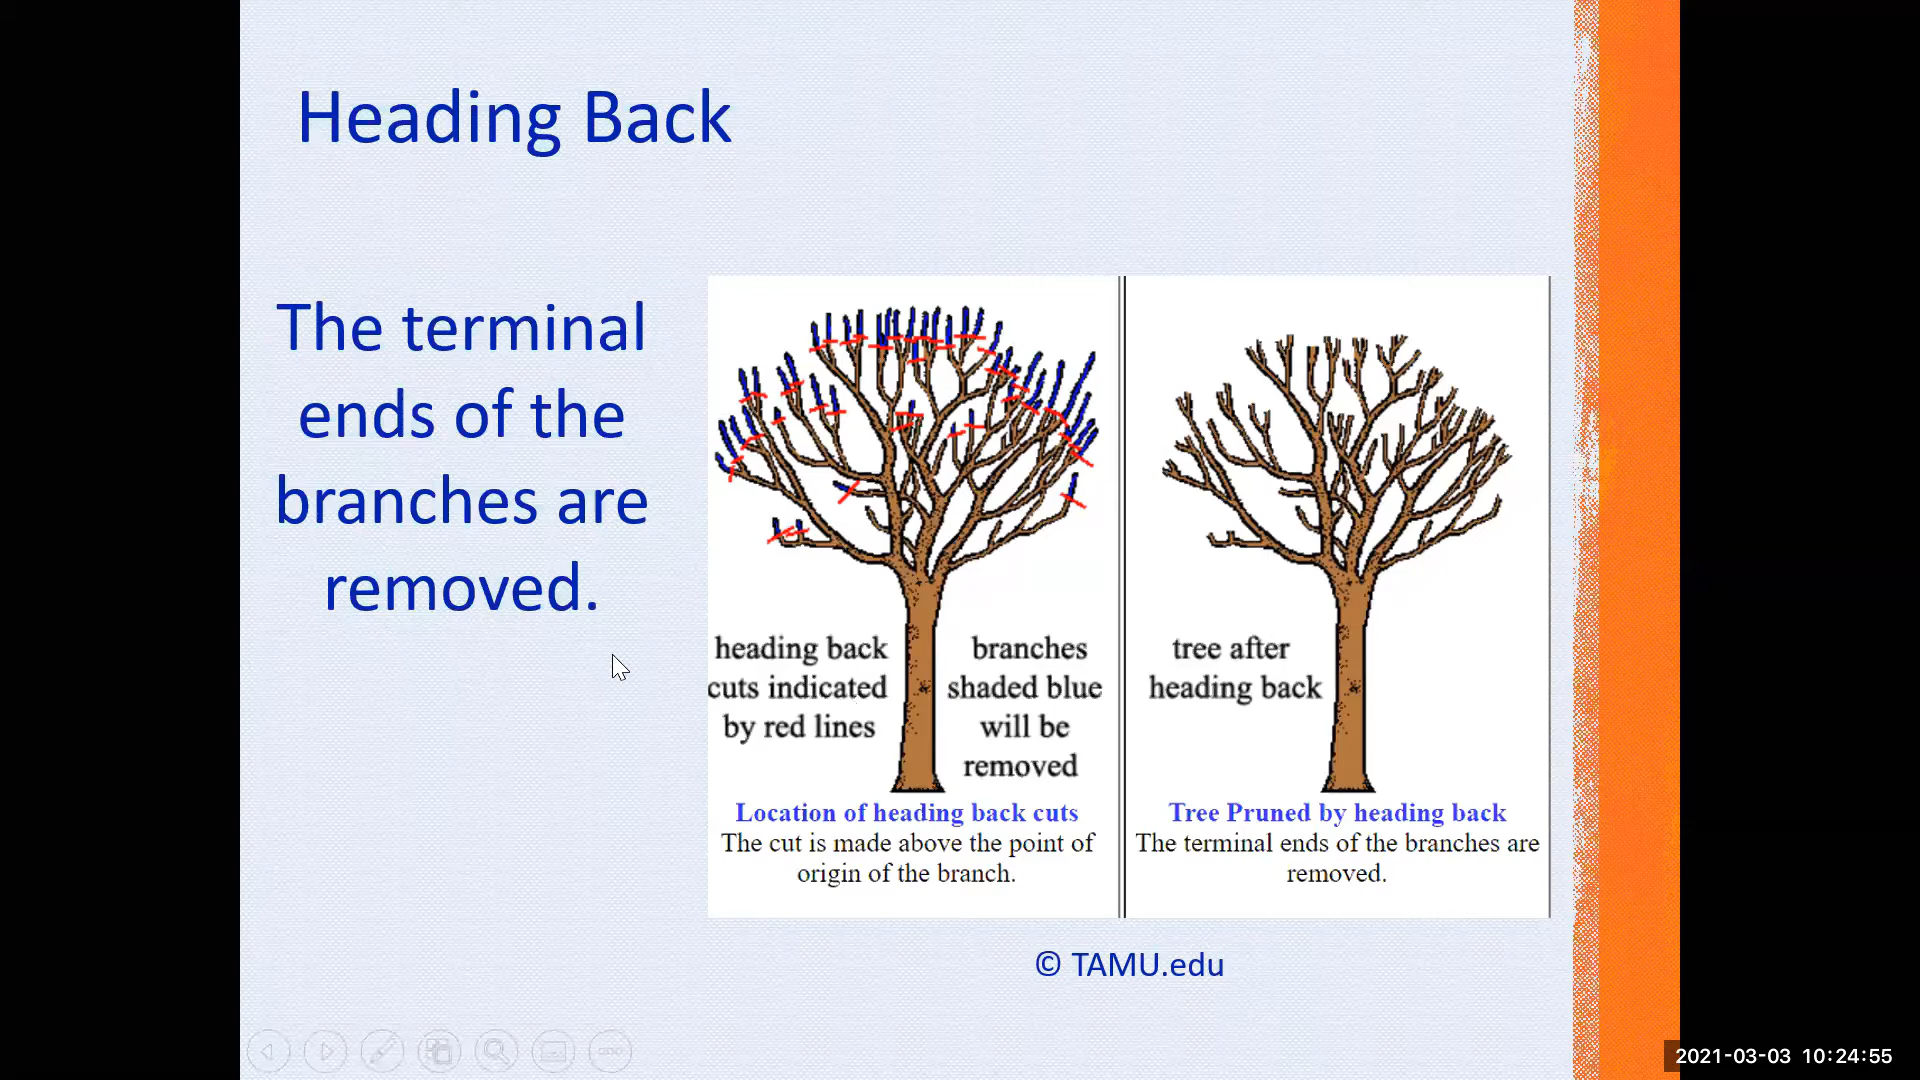 Heading Back
The terminal
ends of the
branches are
removed.
heading back
cuts indicated
by red lines
branches
shaded blue
will be
removed
Location of heading back cuts
The cut is made above the point of
origin of the branch.
tree after
heading back
Tree Pruned by heading back
The terminal ends of the branches are
removed.
© TAMU.edu
2021-03-03 10:24:55